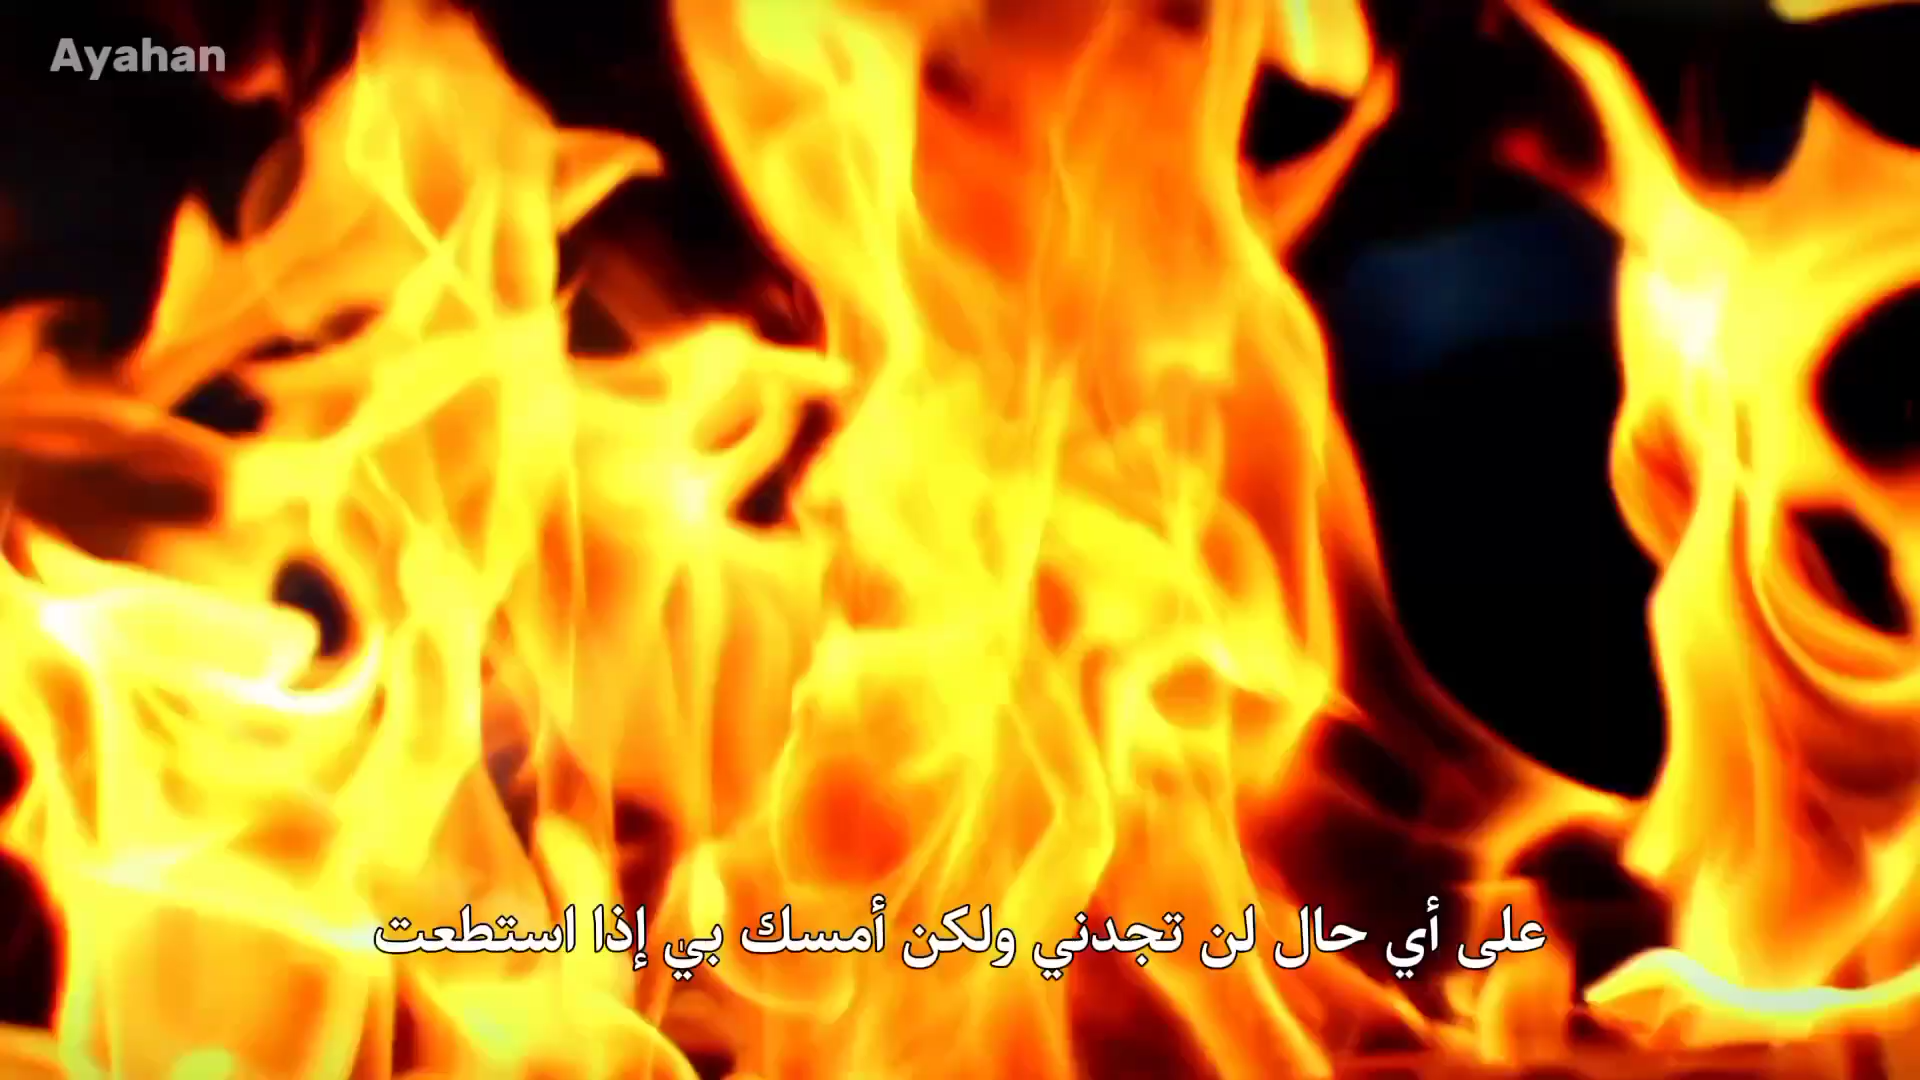 Ayahan
على أي حال لن تجدني ولكن أمسك بي إذا استطعت